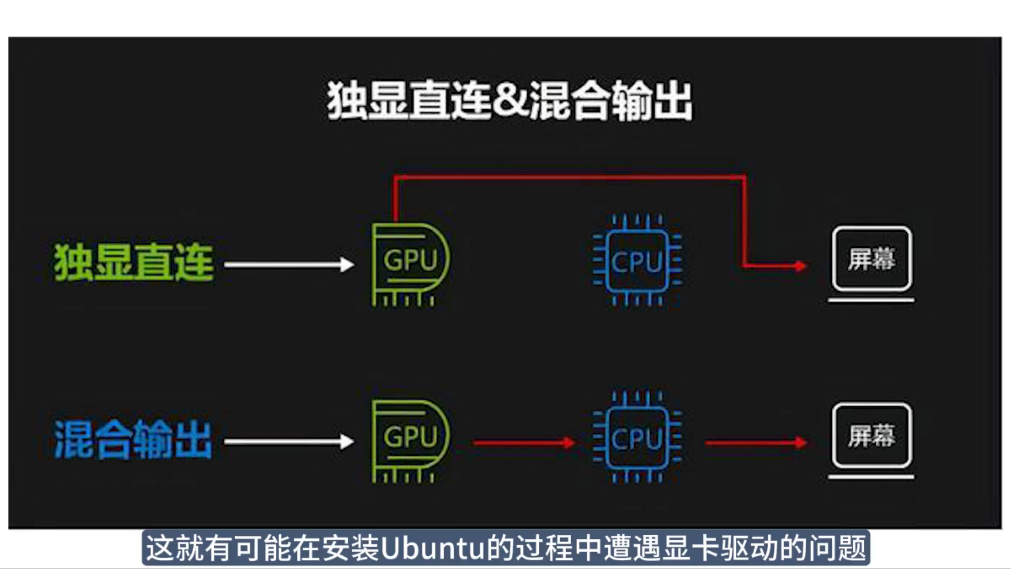 独显直连&混合输出
独显直连
GPU
CPU
屏幕
混合输出
GPU
CPU
屏幕
这就有可能在安装Ubuntu的过程中遭遇显卡驱动的问题